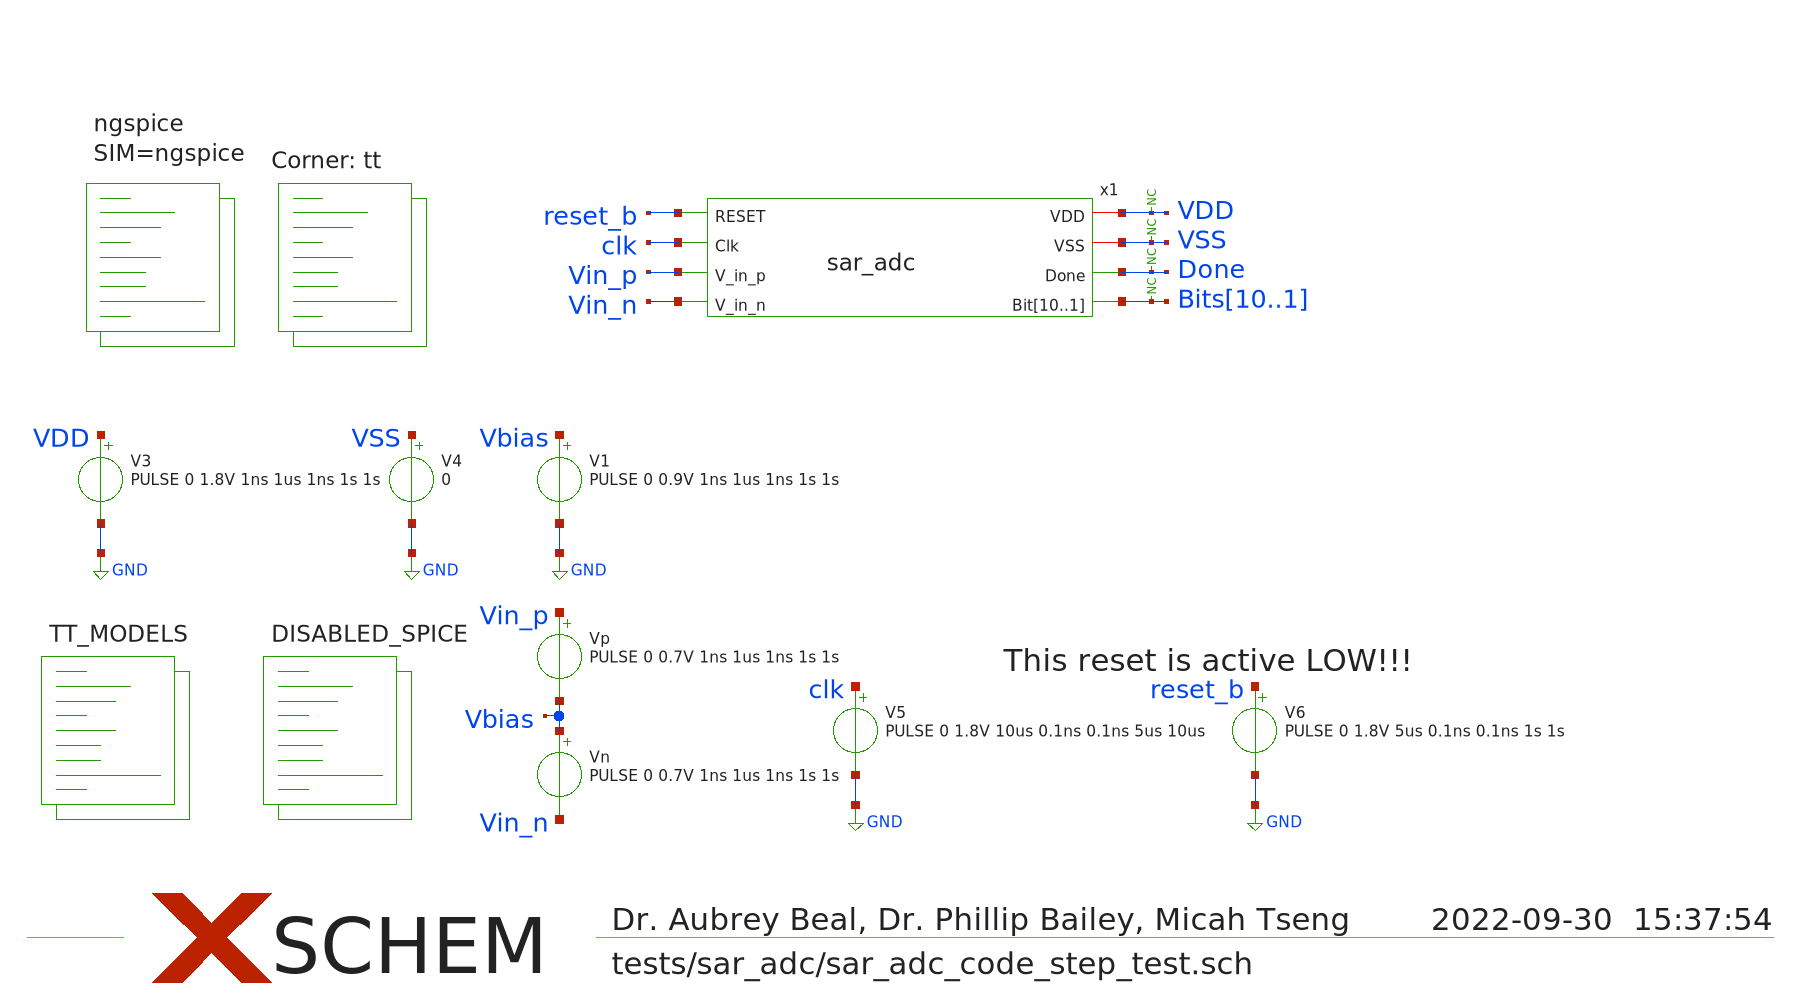 ngspice
SIM=ngspice
Corner: tt
x1
reset_b
clk
Vin_p
Vin_n
RESET
Clk
V_in_p
V_in_n
sar_adc
VDD
VSS
Done
Bit[10..1]
NC
NC
NC
NC
VDD
VSS
Done
Bits[10..1]
VDD
V3
PULSE 0 1.8V 1ns 1us 1ns 1s 1s
GND
VSS
V4
0
GND
Vbias
V1
PULSE 0 0.9V 1ns 1us 1ns 1s 1s
GND
TT_MODELS
DISABLED_SPICE
Vin_p
Vp
PULSE 0 0.7V 1ns 1us 1ns 1s 1s
Vbias
Vn
PULSE 0 0.7V 1ns 1us 1ns 1s 1s
Vin_n
clk
V5
PULSE 0 1.8V 10us 0.1ns 0.1ns 5us 10us
GND
This reset is active LOW!!!
reset_b
V6
PULSE 0 1.8V 5us 0.1ns 0.1ns 1s 1s
GND
XSCHEM
Dr. Aubrey Beal, Dr. Phillip Bailey, Micah Tseng
2022-09-30 15:37:54
tests/sar_adc/sar_adc_code_step_test.sch